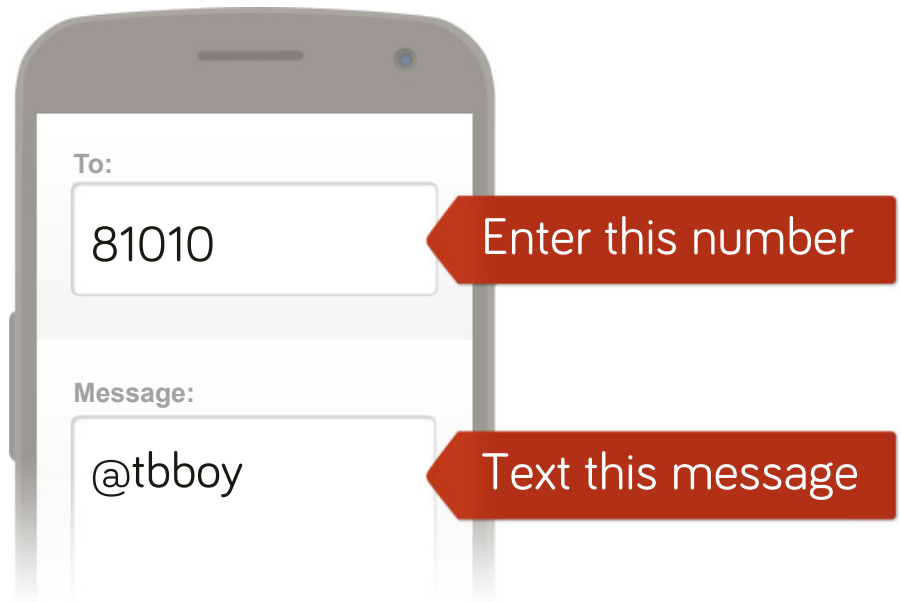 To:
81010
Enter this number
Message:
@tbboy
Text this message